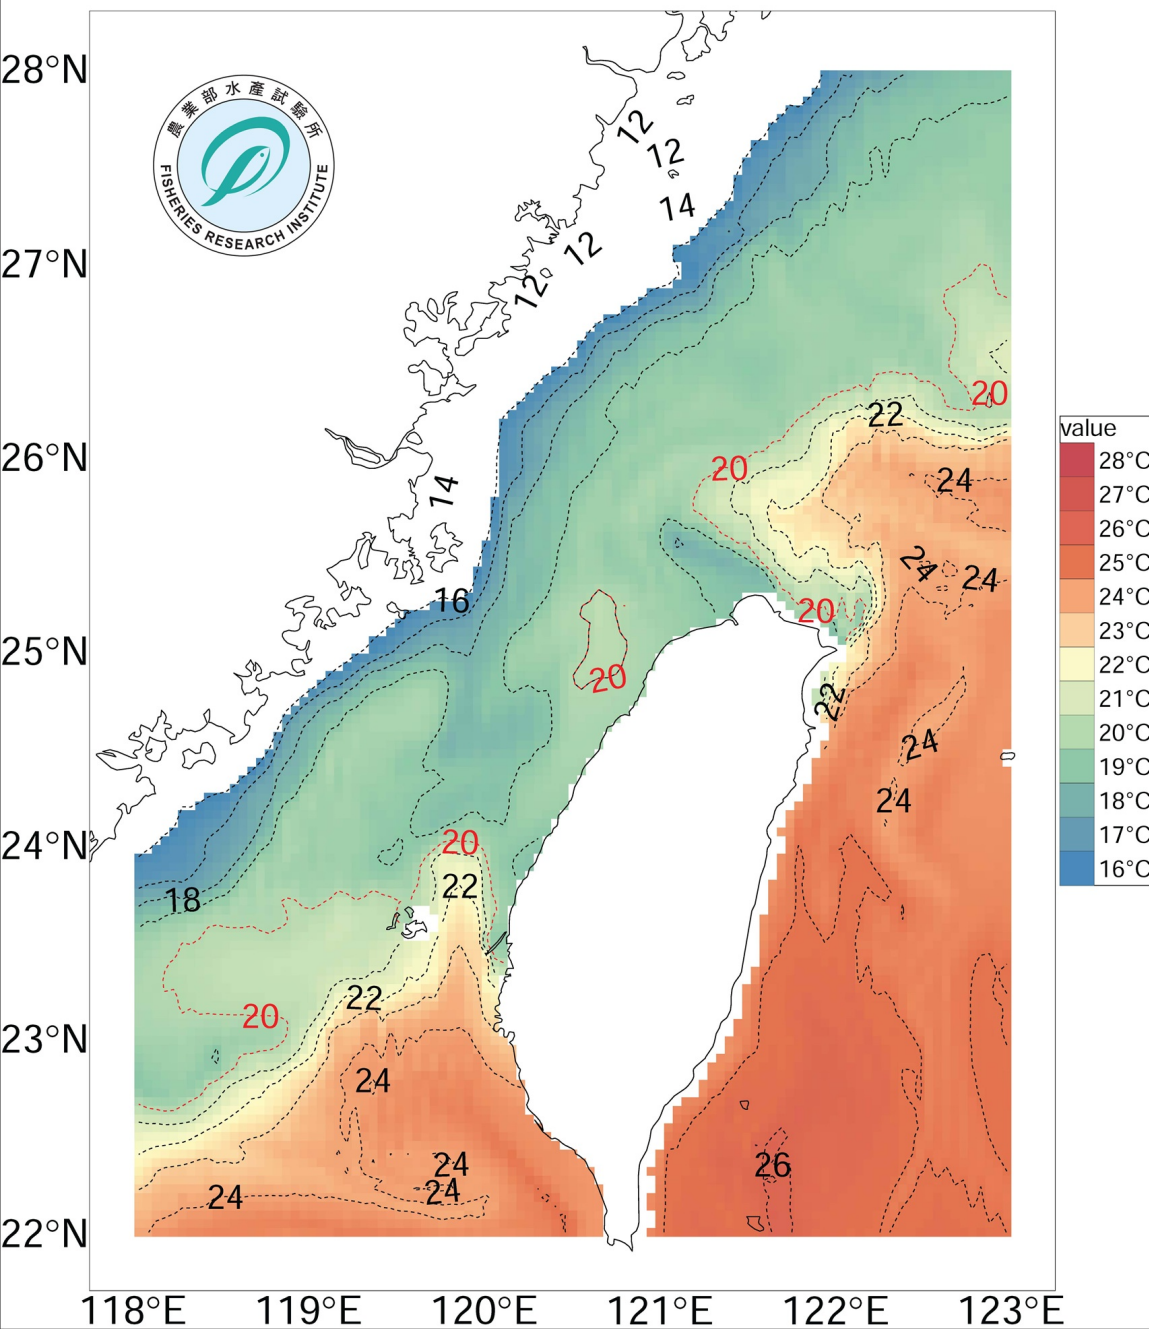 28°N
27°N
26°N
25°N
24°N
23°N
22°N
118°E 119°E 120°E 121°E 122°E 123°E
農業部水產試驗所
FISHERIES RESEARCH INSTITUTE
12
12
14
12
12
20
22
20
24
14
24
24
16
20
20
22
24
24
20
22
18
22
20
24
24
26
24
24
value
28°C
27°C
26°C
25°C
24°C
23°C
22°C
21°C
20°C
19°C
18°C
17°C
16°C